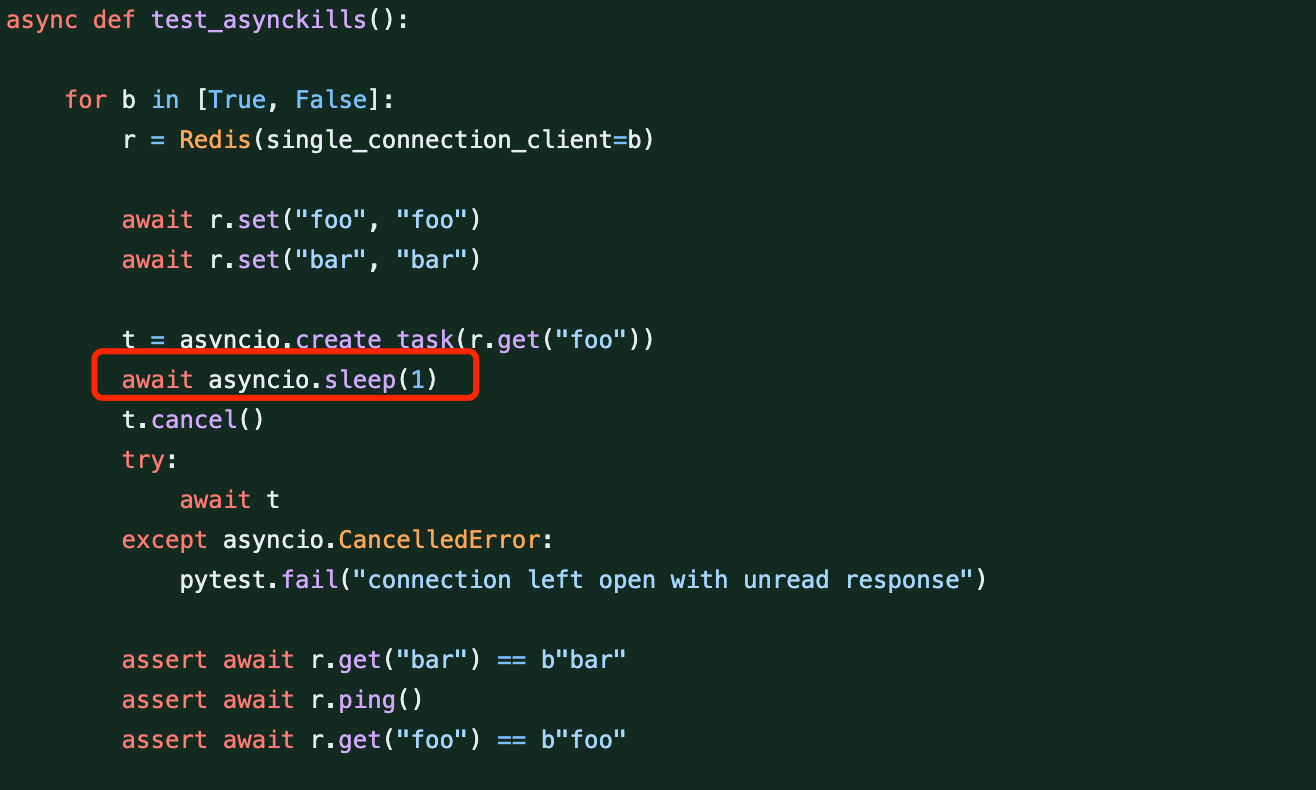 async def test_asynckills():
for b in [True, False]:
r = Redis(single_connection_client=b)
await r.set("foo", "foo")
await r.set("bar", "bar")
t = asyncio.create_task(r.get("foo"))
await asyncio.sleep(1)
t.cancel()
try:
await t
except asyncio.CancelledError:
pytest.fail("connection left open with unread response")
assert await r.get("bar") == b"bar"
assert await r.ping()
assert await r.get("foo") == b"foo"